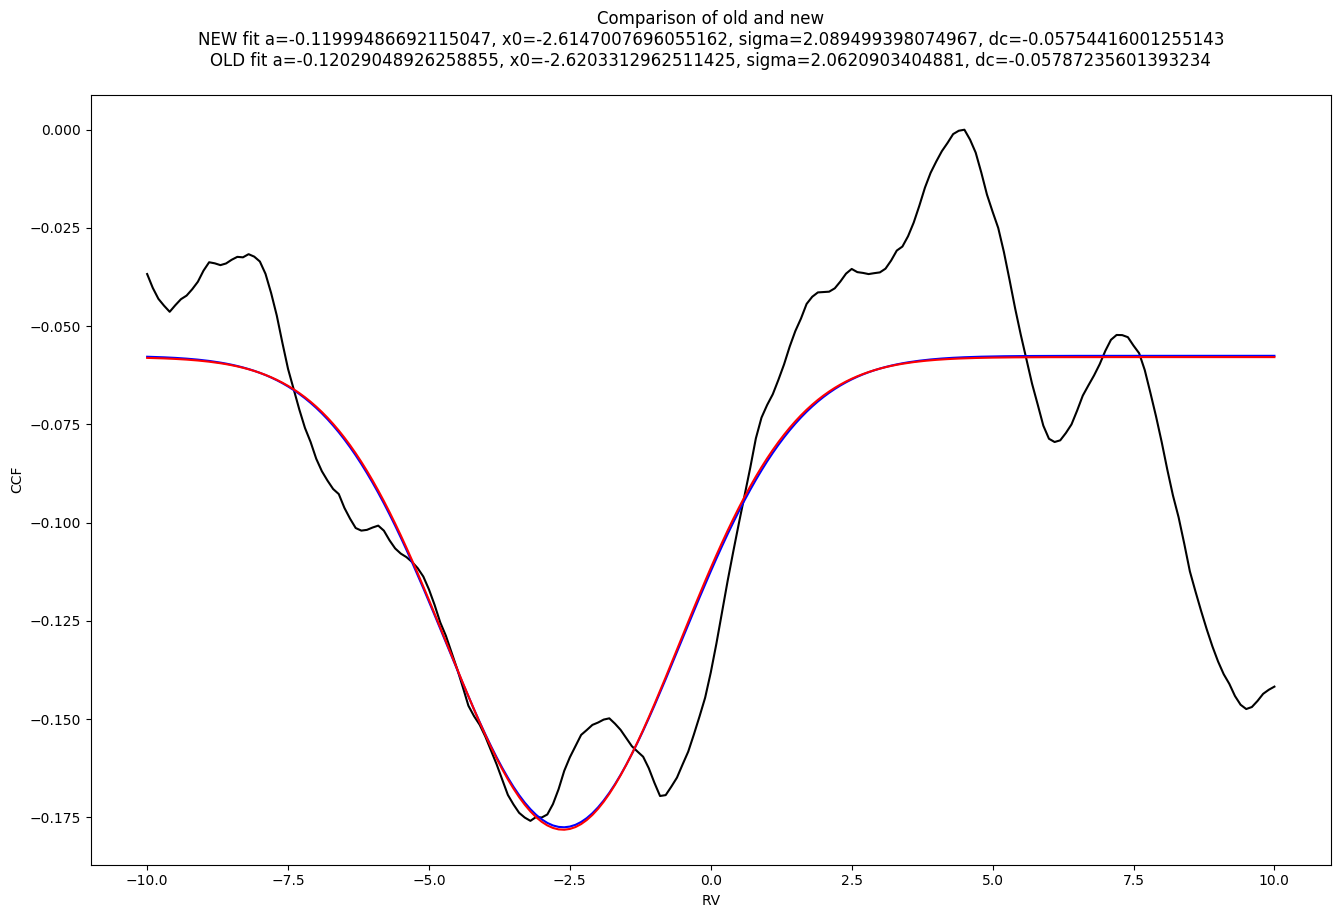 Comparison of old and new
NEW fit a=-0.11999486692115047, x0=-2.6147007696055162, sigma=2.089499398074967, dc=-0.05754416001255143
OLD fit a=-0.12029048926258855, x0=-2.6203312962511425, sigma=2.0620903404881, dc=-0.05787235601393234
0.000
−0.025
−0.050
−0.075
−0.100
−0.125
−0.150
−0.175
CCF
−10.0 −7.5 −5.0 −2.5 0.0 2.5 5.0 7.5 10.0
RV